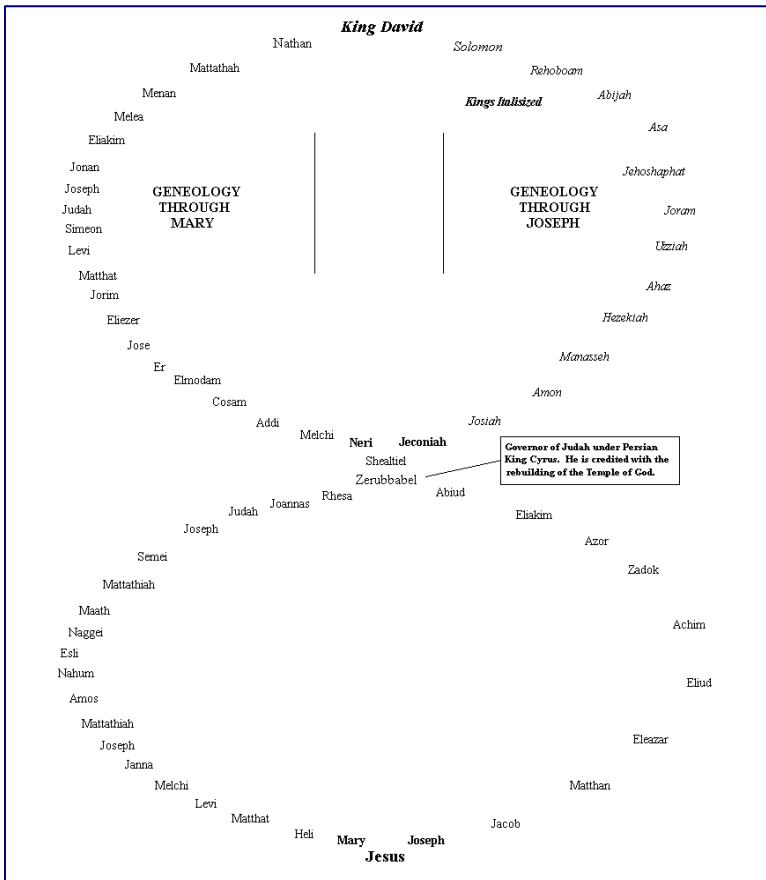 King David
Nathan
Solomon
Mattathah
Rehoboam
Menan
Abijah
Kings Italisized
Melea
Asa
Eliakim
Jonan
Jehoshaphat
Joseph
GENEOLOGY
THROUGH
MARY
GENEOLOGY
THROUGH
JOSEPH
Judah
Joram
Simeon
Uzziah
Levi
Matthat
Ahaz
Jorim
Eliezer
Hezekiah
Jose
Manasseh
Er
Elmodam
Amon
Cosam
Addi
Josiah
Melchi
Neri
Jeconiah
Governor of Judah under Persian
King Cyrus. He is credited with the
rebuilding of the Temple of God.
Shealtiel
Zerubbabel
Rhesa
Abiud
Joannas
Judah
Eliakim
Joseph
Azor
Semei
Zadok
Mattathiah
Maath
Achim
Naggei
Esli
Nahum
Eliud
Amos
Mattathiah
Eleazar
Joseph
Janna
Melchi
Matthan
Levi
Matthat
Jacob
Heli
Mary
Joseph
Jesus